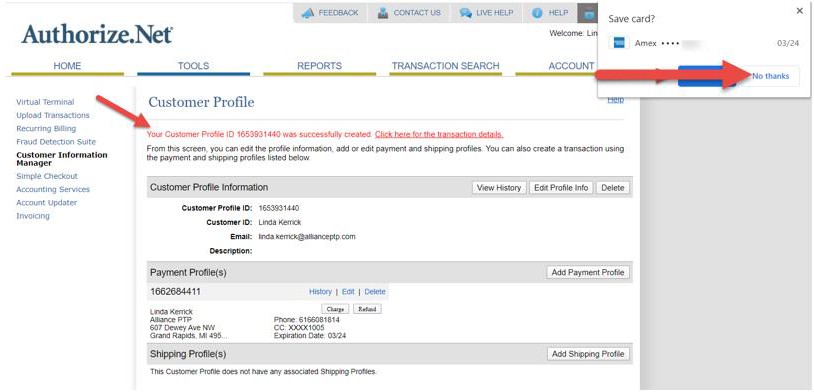 FEEDBACK CONTACT US LIVE HELP HELP
Authorize.Net
Welcome: Lin
Save card?
Amex •••• 03/24
No thanks
HOME TOOLS REPORTS TRANSACTION SEARCH ACCOUNT
Help
Virtual Terminal
Upload Transactions
Recurring Billing
Fraud Detection Suite
Customer Information
Manager
Simple Checkout
Accounting Services
Account Updater
Invoicing
Customer Profile
Your Customer Profile ID 1653931440 was successfully created. Click here for the transaction details.
From this screen, you can edit the profile information, add or edit payment and shipping profiles. You can also create a transaction using
the payment and shipping profiles listed below.
Customer Profile Information View History Edit Profile Info Delete
Customer Profile ID: 1653931440
Customer ID: Linda Kerrick
Email: linda.kerrick@allianceptp.com
Description:
Payment Profile(s) Add Payment Profile
1662684411 History | Edit | Delete
Charge Refund
Linda Kerrick
Alliance PTP Phone: 6166081814
607 Dewey Ave NW CC: XXXX1005
Grand Rapids, MI 495... Expiration Date: 03/24
Shipping Profile(s) Add Shipping Profile
This Customer Profile does not have any associated Shipping Profiles.